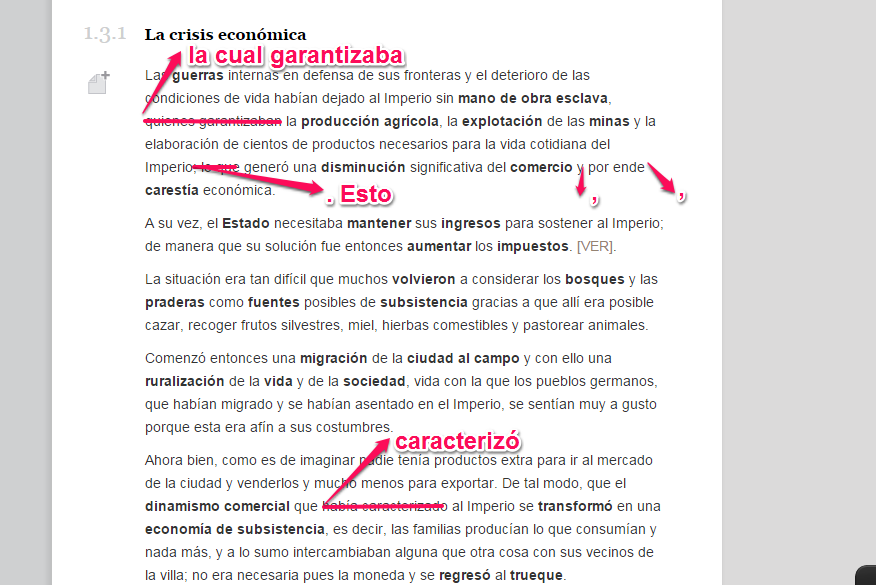 1.3.1 La crisis económica
la cual garantizaba
Las guerras internas en defensa de sus fronteras y el deterioro de las
condiciones de vida habían dejado al Imperio sin mano de obra esclava,
quienes garantizaban la producción agrícola, la explotación de las minas y la
elaboración de cientos de productos necesarios para la vida cotidiana del
Imperio; lo que generó una disminución significativa del comercio y por ende
carestía económica. . Esto , ,
A su vez, el Estado necesitaba mantener sus ingresos para sostener al Imperio;
de manera que su solución fue entonces aumentar los impuestos. [VER].
La situación era tan difícil que muchos volvieron a considerar los bosques y las
praderas como fuentes posibles de subsistencia gracias a que allí era posible
cazar, recoger frutos silvestres, miel, hierbas comestibles y pastorear animales.
Comenzó entonces una migración de la ciudad al campo y con ello una
ruralización de la vida y de la sociedad, vida con la que los pueblos germanos,
que habían migrado y se habían asentado en el Imperio, se sentían muy a gusto
porque esta era afín a sus costumbres.
caracterizó
Ahora bien, como es de imaginar nadie tenía productos extra para ir al mercado
de la ciudad y venderlos y mucho menos para exportar. De tal modo, que el
dinamismo comercial que había caracterizado al Imperio se transformó en una
economía de subsistencia, es decir, las familias producían lo que consumían y
nada más, y a lo sumo intercambiaban alguna que otra cosa con sus vecinos de
la villa; no era necesaria pues la moneda y se regresó al trueque.